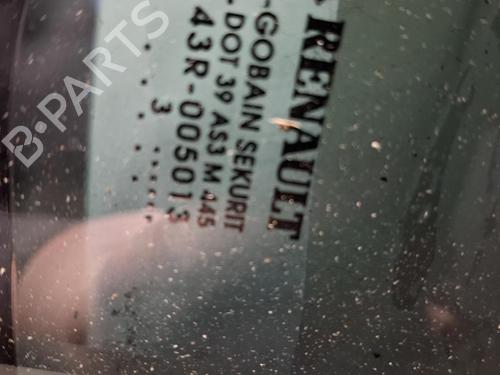 RENAULT
-GOBAIN SEKURIT
- DOT 39 AS3 M 445
43R-005013
. . . 3 .....
. . . .
B-PARTS